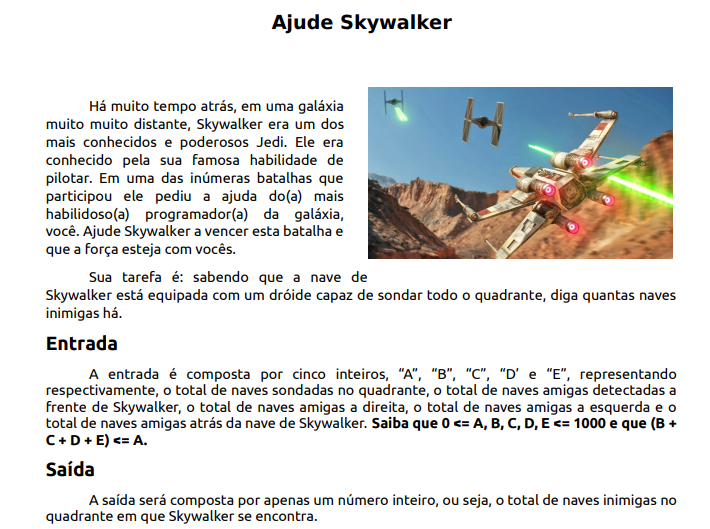 Ajude Skywalker
Há muito tempo atrás, em uma galáxia
muito muito distante, Skywalker era um dos
mais conhecidos e poderosos Jedi. Ele era
conhecido pela sua famosa habilidade de
pilotar. Em uma das inúmeras batalhas que
participou ele pediu a ajuda do(a) mais
habilidoso(a) programador(a) da galáxia,
você. Ajude Skywalker a vencer esta batalha e
que a força esteja com vocês.
Sua tarefa é: sabendo que a nave de
Skywalker está equipada com um dróide capaz de sondar todo o quadrante, diga quantas naves
inimigas há.
Entrada
A entrada é composta por cinco inteiros, “A”, “B”, “C”, “D’ e “E”, representando
respectivamente, o total de naves sondadas no quadrante, o total de naves amigas detectadas a
frente de Skywalker, o total de naves amigas a direita, o total de naves amigas a esquerda e o
total de naves amigas atrás da nave de Skywalker. Saiba que 0 <= A, B, C, D, E <= 1000 e que (B +
C + D + E) <= A.
Saída
A saída será composta por apenas um número inteiro, ou seja, o total de naves inimigas no
quadrante em que Skywalker se encontra.